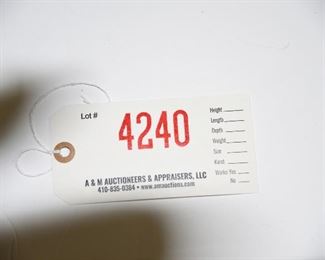 Lot #
4240
Height
Length
Depth
Weight
Size
Karat
Works Yes
No
A & M AUCTIONEERS & APPRAISERS, LLC
410-835-0384 • www.amauctions.com